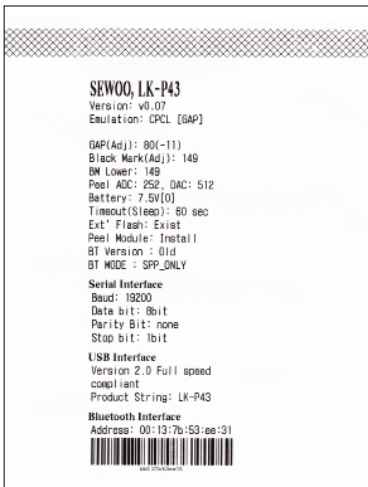 SEWOO, LK-P43
Version: v0.07
Emulation: CPCL [GAP]
GAP(Adj): 80(-11)
Black Mark(Adj): 149
BM Lower: 149
Peel ADC: 252, DAC: 512
Battery: 7.5V[0]
Timeout(Sleep): 60 sec
Ext' Flash: Exist
Peel Module: Install
BT Version : Old
BT MODE : SPP_ONLY
Serial Interface
Baud: 19200
Data bit: 8bit
Parity Bit: none
Stop bit: 1bit
USB Interface
Version 2.0 Full speed
compliant
Product String: LK-P43
Bluetooth Interface
Address: 00:13:7b:53:ee:31